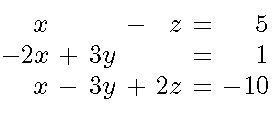 x - z = 5
-2x + 3y = 1
x - 3y + 2z = -10